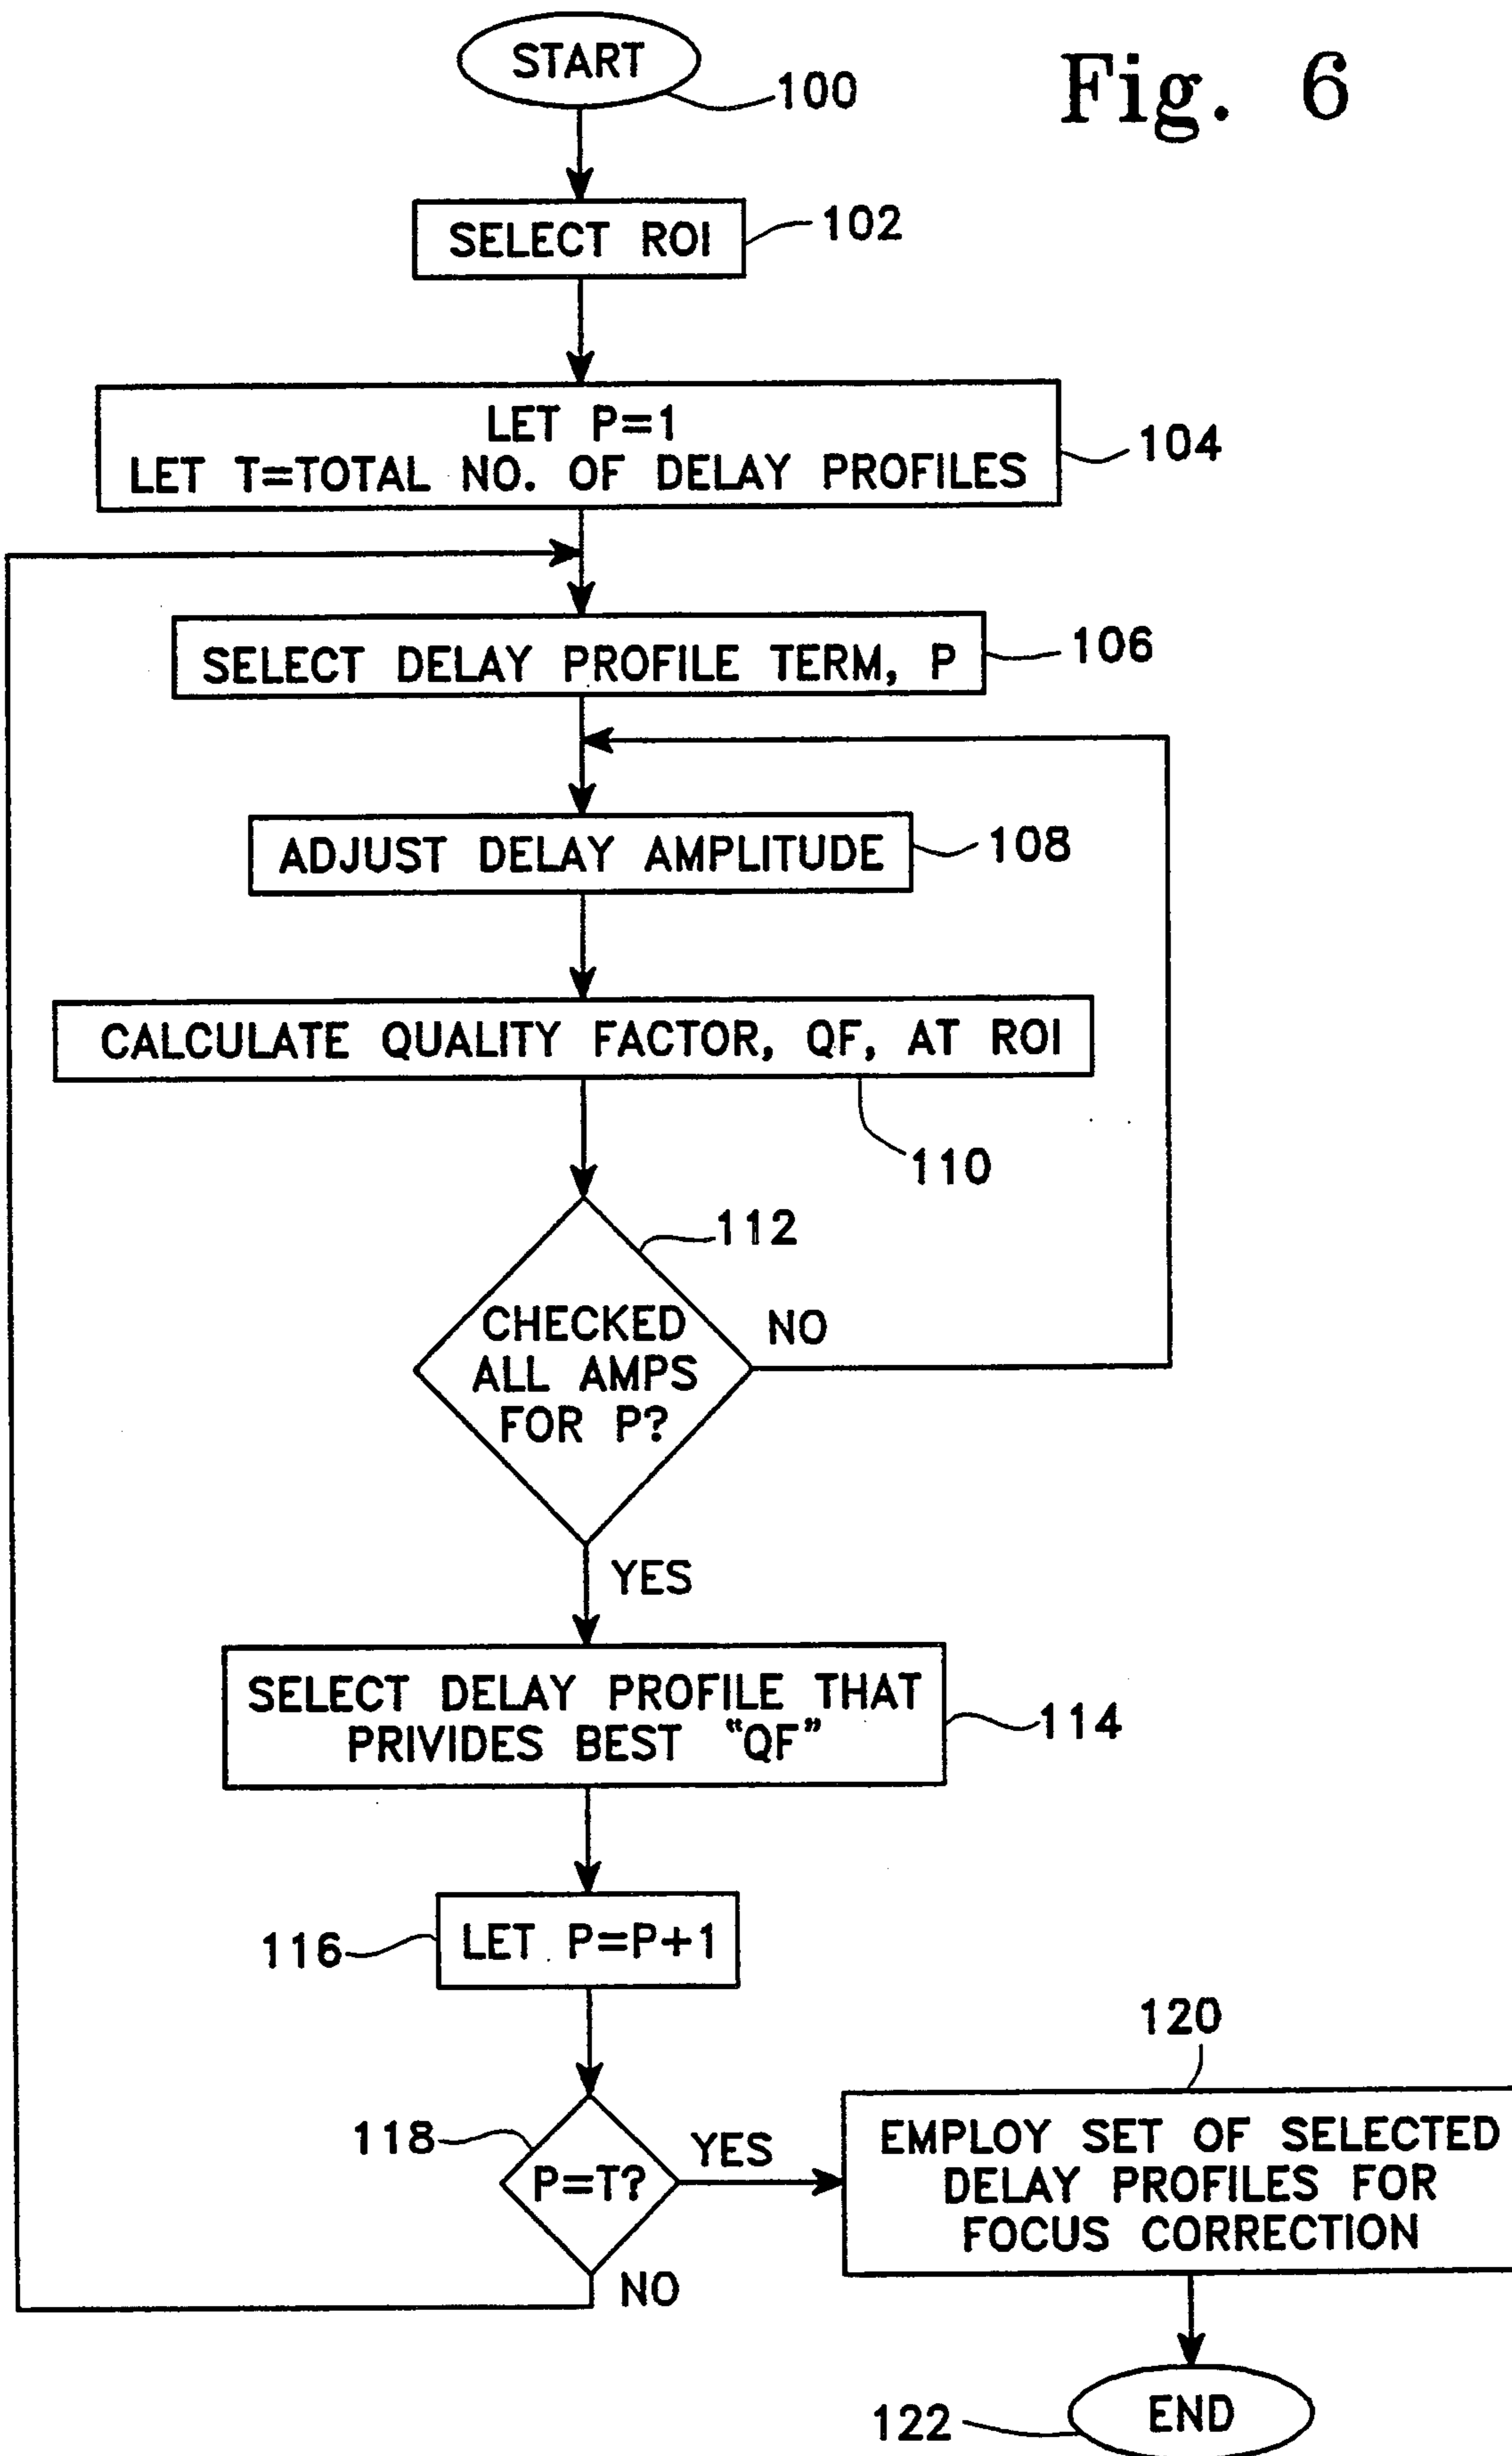 START
100
Fig. 6
SELECT ROI
102
LET P=1
LET T=TOTAL NO. OF DELAY PROFILES
104
SELECT DELAY PROFILE TERM, P
106
ADJUST DELAY AMPLITUDE
108
CALCULATE QUALITY FACTOR, QF, AT ROI
110
112
CHECKED
ALL AMPS
FOR P?
NO
YES
SELECT DELAY PROFILE THAT
PRIVIDES BEST “QF”
114
116
LET P=P+1
118
P=T?
YES
NO
120
EMPLOY SET OF SELECTED
DELAY PROFILES FOR
FOCUS CORRECTION
122
END